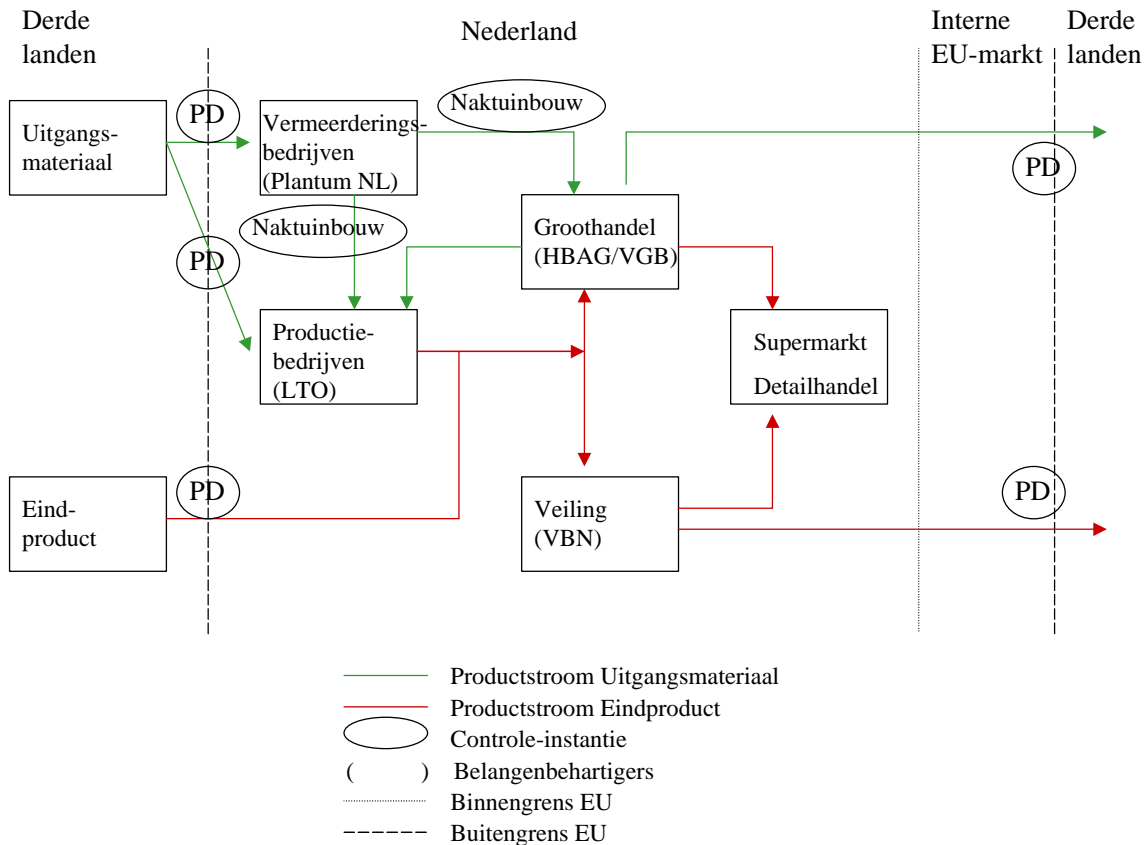 Derde
landen
Nederland
Interne
EU-markt
Derde
landen
PD
Naktuinbouw
Uitgangs-
materiaal
Vermeerderings-
bedrijven
(Plantum NL)
PD
Naktuinbouw
Groothandel
(HBAG/VGB)
PD
Productie-
bedrijven
(LTO)
Supermarkt
Detailhandel
PD
PD
Eind-
product
Veiling
(VBN)
Productstroom Uitgangsmateriaal
Productstroom Eindproduct
Controle-instantie
( ) Belangenbehartigers
Binnengrens EU
Buitengrens EU